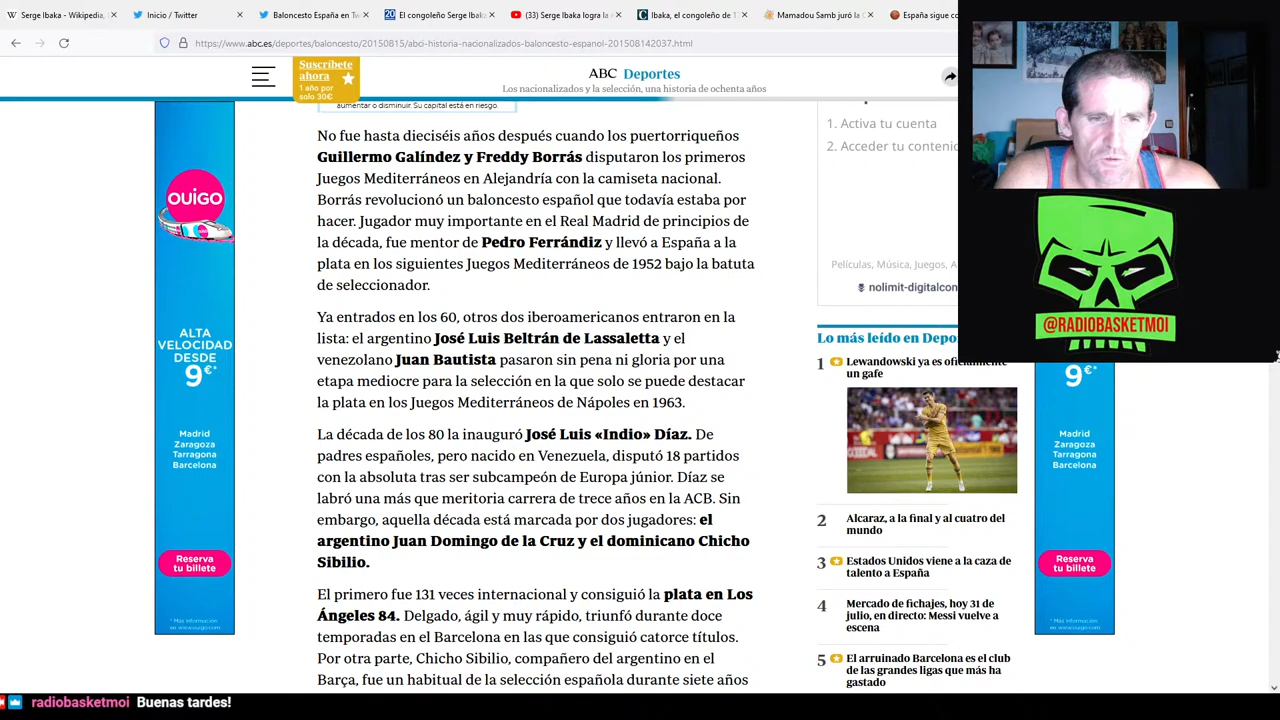 Serge Ibaka - Wikipedia,
Inicio / Twitter
Baloncesto España en Tw
El congoleño Serge Ibaka
(33) Serge Ibaka logra la
Ibaka, el congoleño de 1
Mamadou Samb juró la C
España sigue c
https://www.abc.es/deportes/baloncesto/20150815/abci-historia-nacionalizados-baloncesto-espanol-201508142037.html
Suscríbete
ahora
1 año por
solo 30€
ABC Deportes
Los nacionalizados y la selección, una historia de ochenta años
aumentar o disminuir. Su capital está en riesgo.
No fue hasta dieciséis años después cuando los puertorriqueños
Guillermo Galíndez y Freddy Borrás disputaron los primeros
Juegos Mediterráneos en Alejandría con la camiseta nacional.
Borrás revolucionó un baloncesto español que todavía estaba por
hacer. Jugador muy importante en el Real Madrid de principios de
la década, fue mentor de Pedro Ferrándiz y llevó a España a la
plata en los siguientes Juegos Mediterráneos de 1952 bajo la batuta
de seleccionador.
Ya entrados en los 60, otros dos iberoamericanos entraron en la
lista: el argentino José Luis Beltrán de Lassaletta y el
venezolano Juan Bautista pasaron sin pena ni gloria por una
etapa mediocre para la selección en la que solo se puede destacar
la plata en los Juegos Mediterráneos de Nápoles en 1963.
La década de los 80 la inauguró José Luis «Indio» Díaz. De
padres españoles, pero nacido en Venezuela, disputó 18 partidos
con la absoluta tras ser subcampeón de Europa júnior. Díaz se
labró una más que meritoria carrera de trece años en la ACB. Sin
embargo, aquella década está marcada por dos jugadores: el
argentino Juan Domingo de la Cruz y el dominicano Chicho
Sibilio.
El primero fue 131 veces internacional y consiguió la plata en Los
Ángeles 84. Delgado, ágil y muy rápido, triunfó durante doce
temporadas en el Barcelona en las que consiguió catorce títulos.
Por otra parte, Chicho Sibilio, compañero del argentino en el
Barça, fue un habitual de la selección española durante siete años
OUIGO
ALTA
VELOCIDAD
DESDE
9€*
Madrid
Zaragoza
Tarragona
Barcelona
Reserva
tu billete
* Más información
en www.ouigo.com
1. Activa tu cuenta
2. Acceder tu conteni
Películas, Música, Juegos, A
nolimit-digitalcon
Lo más leído en Depo
1 Lewandowski ya es oficialmente
un gafe
2 Alcaraz, a la final y al cuatro del
mundo
3 Estados Unidos viene a la caza de
talento a España
4 Mercado de fichajes, hoy 31 de
julio, en directo: Messi vuelve a
escena
5 El arruinado Barcelona es el club
de las grandes ligas que más ha
gastado
9€*
Madrid
Zaragoza
Tarragona
Barcelona
Reserva
tu billete
* Más información
en www.ouigo.com
@RADIOBASKETMOI
radiobasketmoi Buenas tardes!